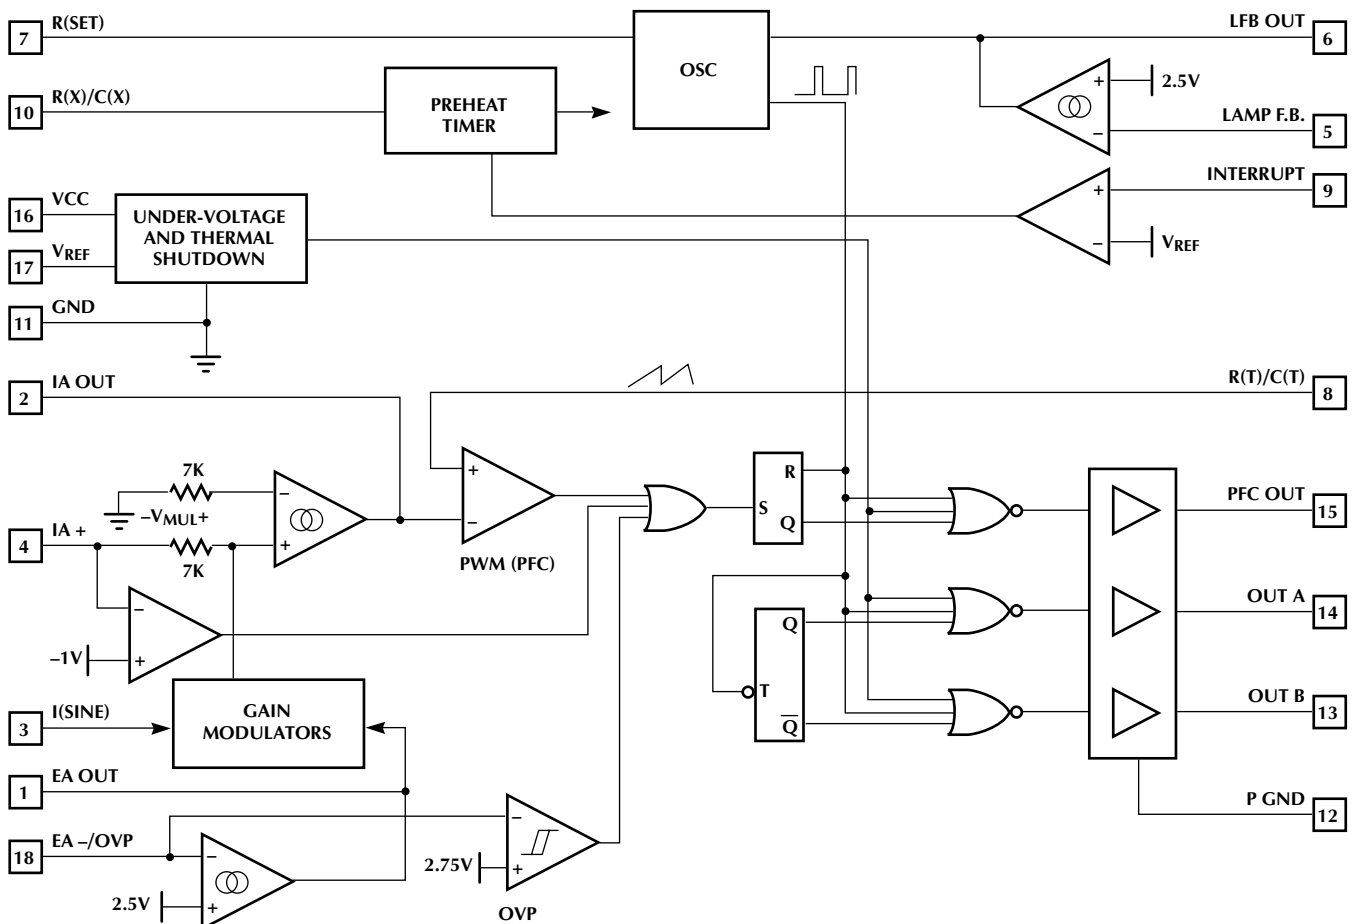 7 R(SET)
OSC
LFB OUT 6
2.5V
+
−
10 R(X)/C(X)
PREHEAT
TIMER
LAMP F.B. 5
INTERRUPT 9
+
−
VREF
16 VCC
17 VREF
UNDER-VOLTAGE
AND THERMAL
SHUTDOWN
11 GND
2 IA OUT
R(T)/C(T) 8
7K
−VMUL+
4 IA +
7K
−
+
+
−
PWM (PFC)
R
S
Q
PFC OUT 15
−
−1V
+
Q
T
Q
OUT A 14
3 I(SINE)
GAIN
MODULATORS
OUT B 13
1 EA OUT
P GND 12
18 EA −/OVP
−
2.5V
+
−
2.75V
+
OVP